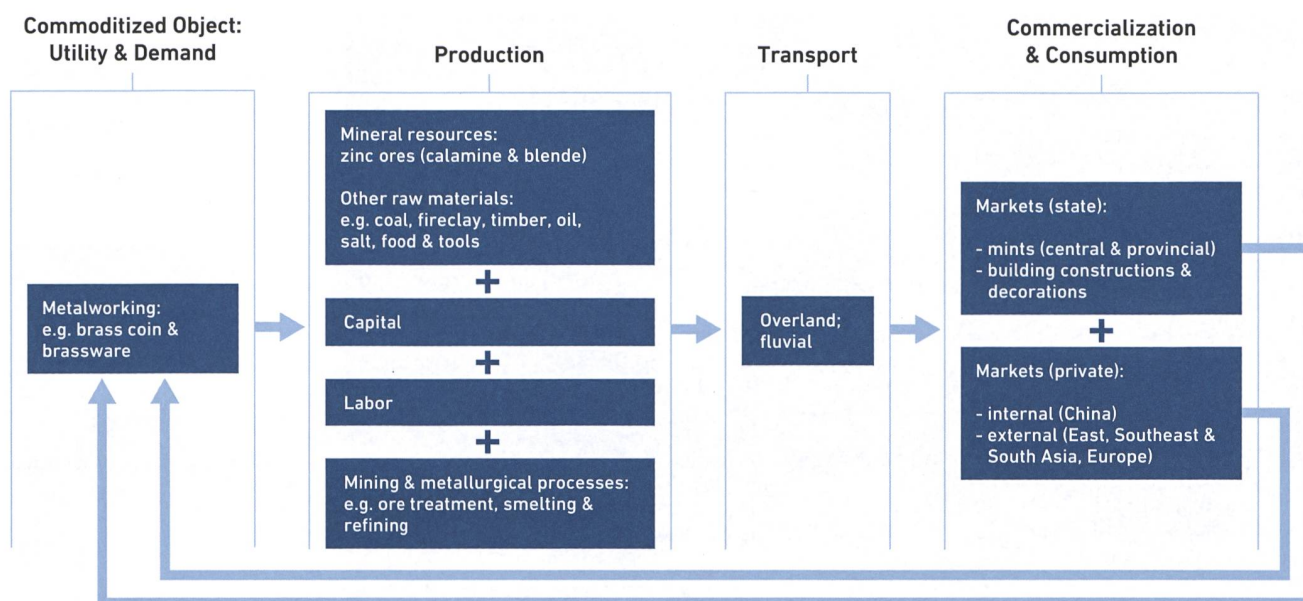 Commoditized Object:
Utility & Demand
Production
Transport
Commercialization
& Consumption
Metalworking:
e.g. brass coin &
brassware
Mineral resources:
zinc ores (calamine & blende)
Other raw materials:
e.g. coal, fireclay, timber, oil,
salt, food & tools
+
Capital
+
Labor
+
Mining & metallurgical processes:
e.g. ore treatment, smelting &
refining
Overland;
fluvial
Markets (state):
- mints (central & provincial)
- building constructions &
decorations
+
Markets (private):
- internal (China)
- external (East, Southeast &
South Asia, Europe)